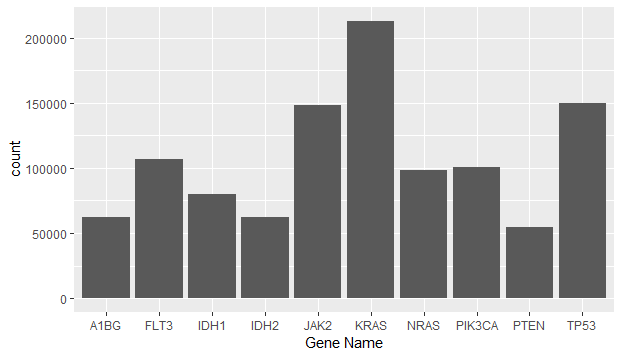 200000
150000
100000
50000
0
count
A1BG FLT3 IDH1 IDH2 JAK2 KRAS NRAS PIK3CA PTEN TP53
Gene Name